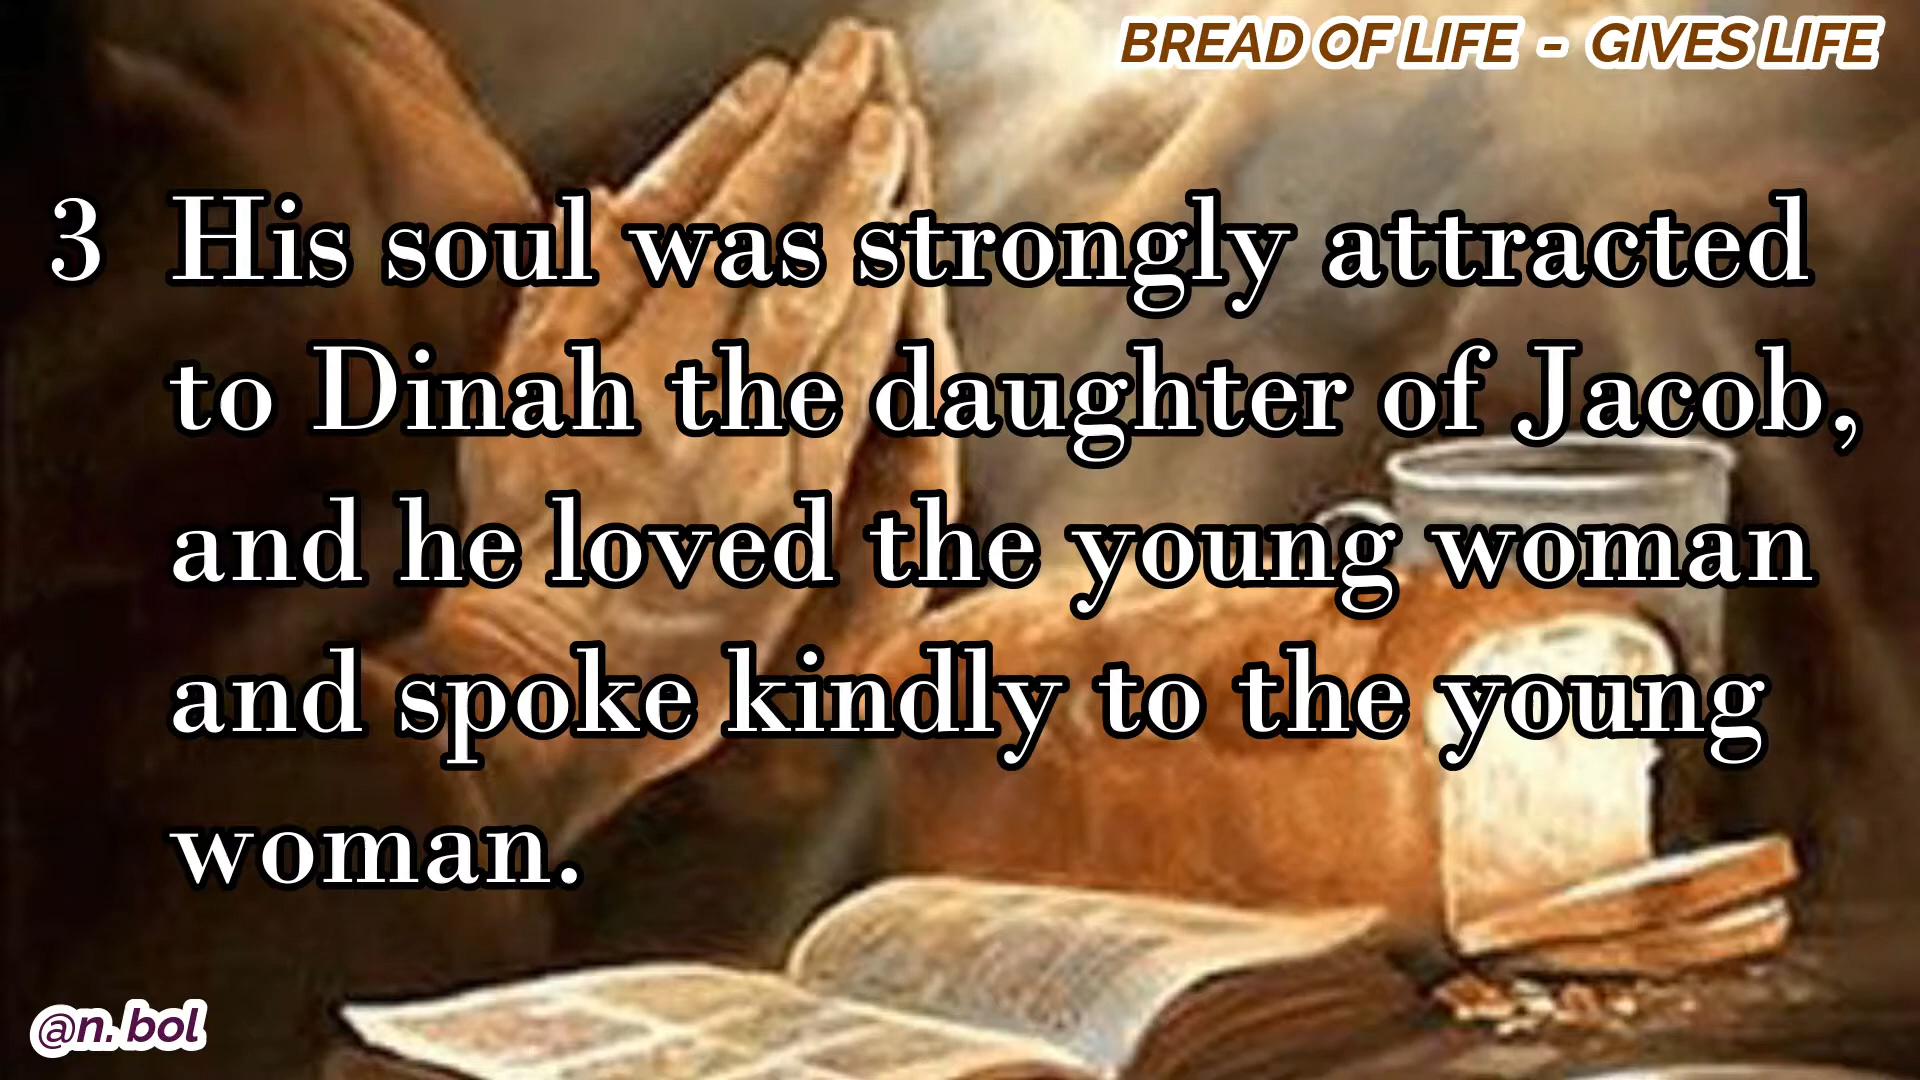 BREAD OF LIFE - GIVES LIFE
3 His soul was strongly attracted
to Dinah the daughter of Jacob,
and he loved the young woman
and spoke kindly to the young
woman.
@n. bol